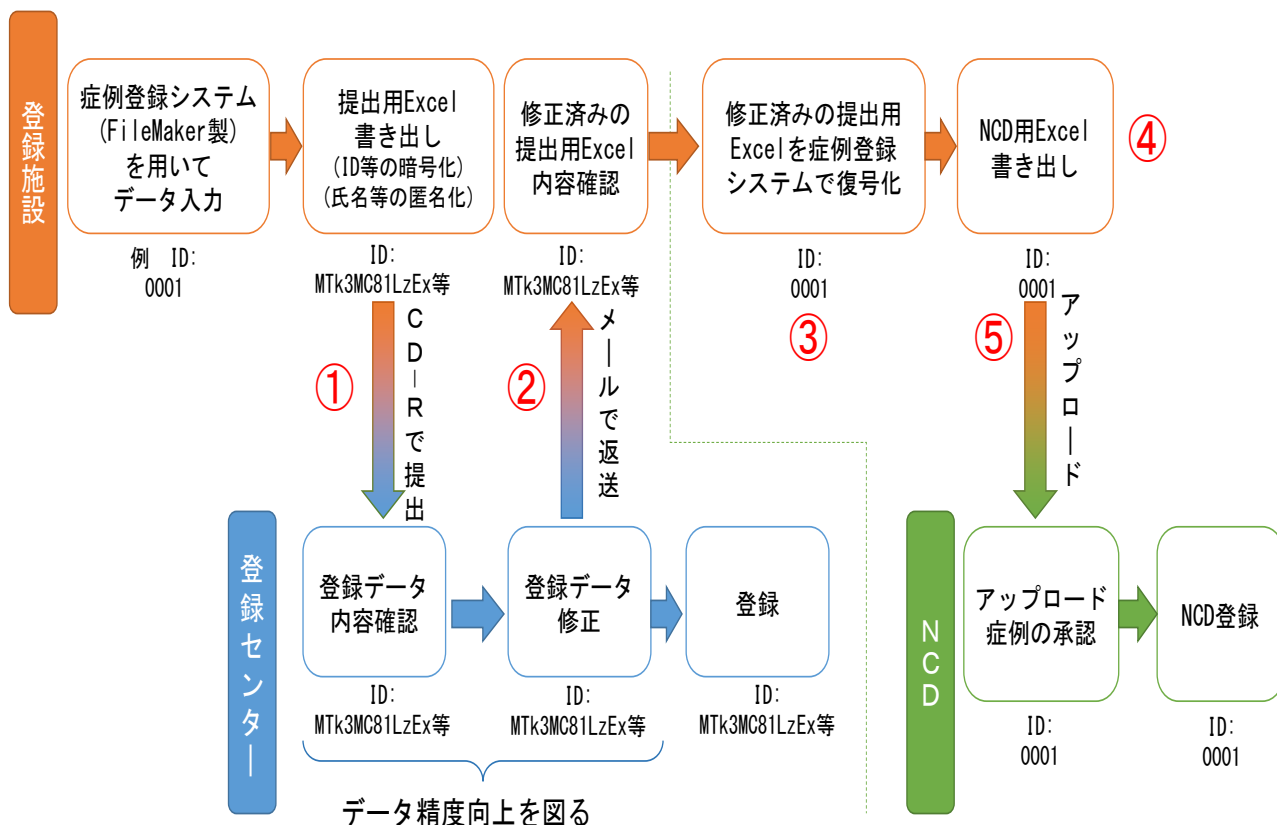 登録施設
症例登録システム
(FileMaker製)
を用いて
データ入力
例 ID:
0001
提出用Excel
書き出し
(ID等の暗号化)
(氏名等の匿名化)
ID:
MTk3MC81LzEx等
修正済みの
提出用Excel
内容確認
ID:
MTk3MC81LzEx等
修正済みの提出用
Excelを症例登録
システムで復号化
ID:
0001
③
NCD用Excel
書き出し
④
ID:
0001
①
CD-Rで提出
②
メールで返送
⑤
アップロード
登録センター
登録データ
内容確認
ID:
MTk3MC81LzEx等
登録データ
修正
ID:
MTk3MC81LzEx等
登録
ID:
MTk3MC81LzEx等
データ精度向上を図る
NCD
アップロード
症例の承認
ID:
0001
NCD登録
ID:
0001